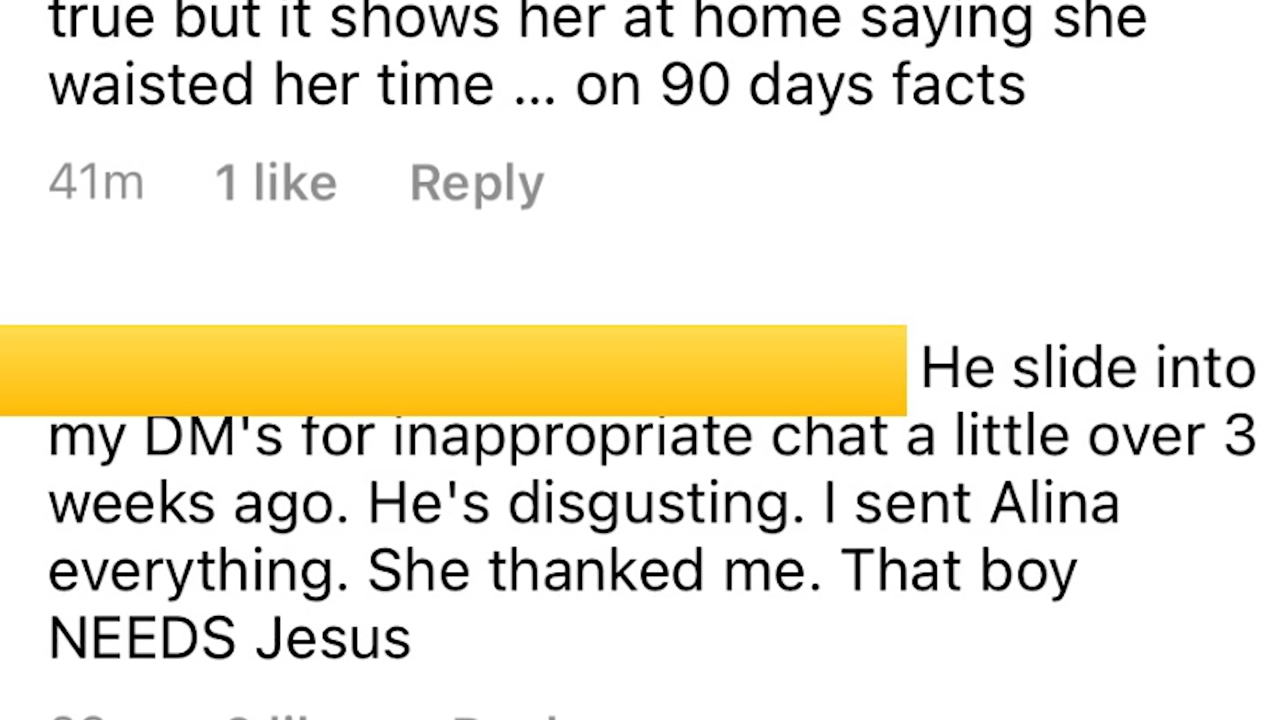 true but it shows her at home saying she
waisted her time ... on 90 days facts
41m 1 like Reply
He slide into
my DM's for inappropriate chat a little over 3
weeks ago. He's disgusting. I sent Alina
everything. She thanked me. That boy
NEEDS Jesus